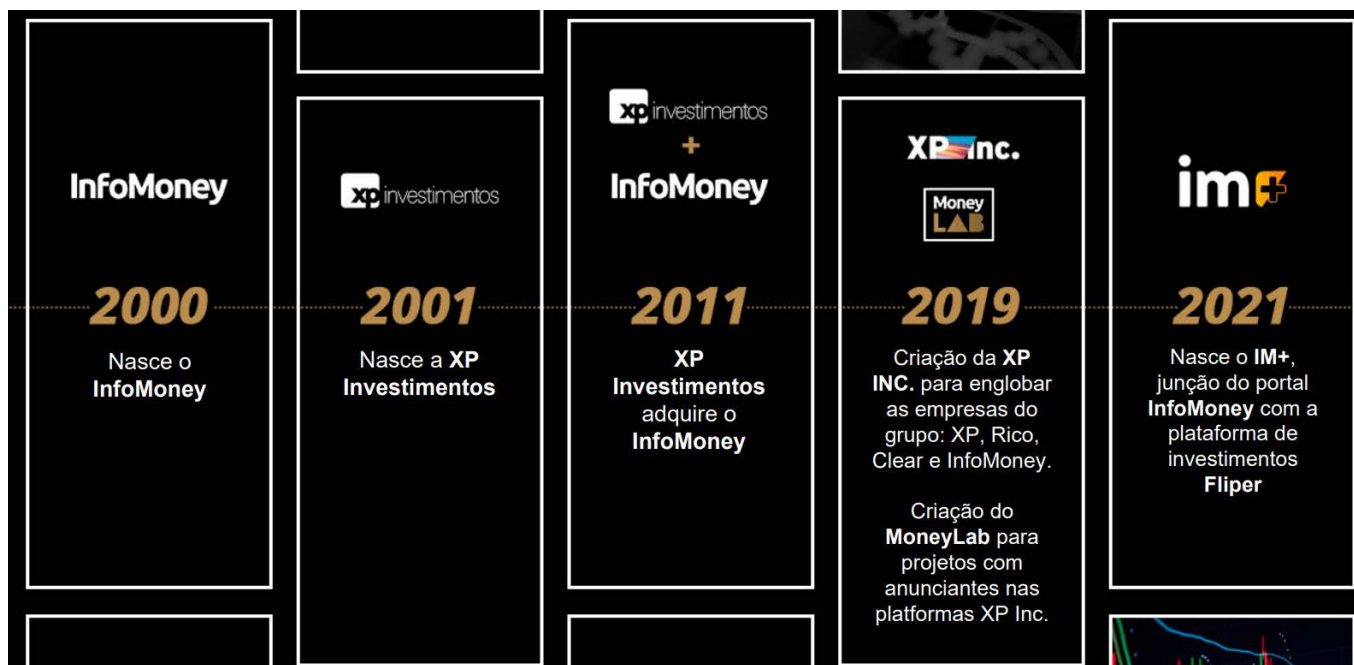 InfoMoney
2000
Nasce o
InfoMoney
xp investimentos
2001
Nasce a XP
Investimentos
xp investimentos
+
InfoMoney
2011
XP
Investimentos
adquire o
InfoMoney
XP Inc.
Money
LAB
2019
Criação da XP
INC. para englobar
as empresas do
grupo: XP, Rico,
Clear e InfoMoney.
Criação do
MoneyLab para
projetos com
anunciantes nas
platformas XP Inc.
im+
2021
Nasce o IM+,
junção do portal
InfoMoney com a
plataforma de
investimentos
Fliper